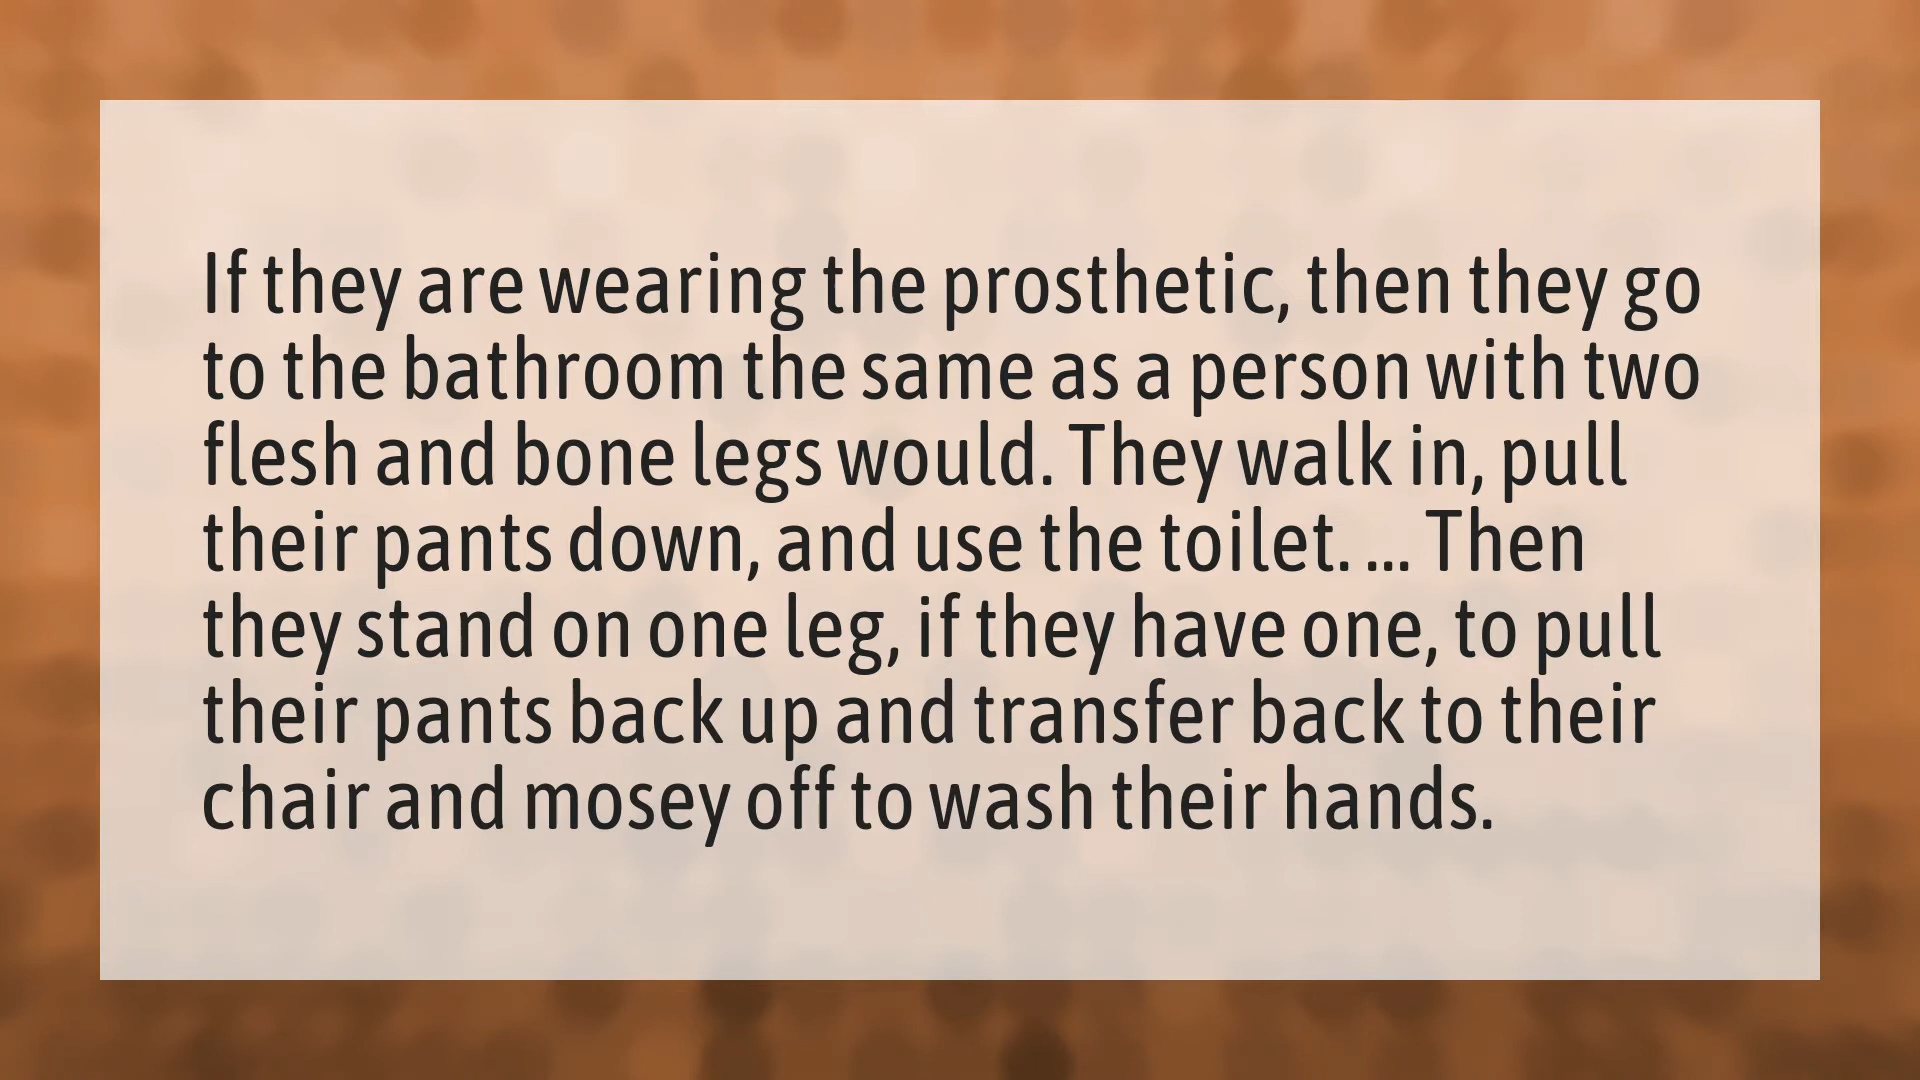 If they are wearing the prosthetic, then they go
to the bathroom the same as a person with two
flesh and bone legs would. They walk in, pull
their pants down, and use the toilet. ... Then
they stand on one leg, if they have one, to pull
their pants back up and transfer back to their
chair and mosey off to wash their hands.